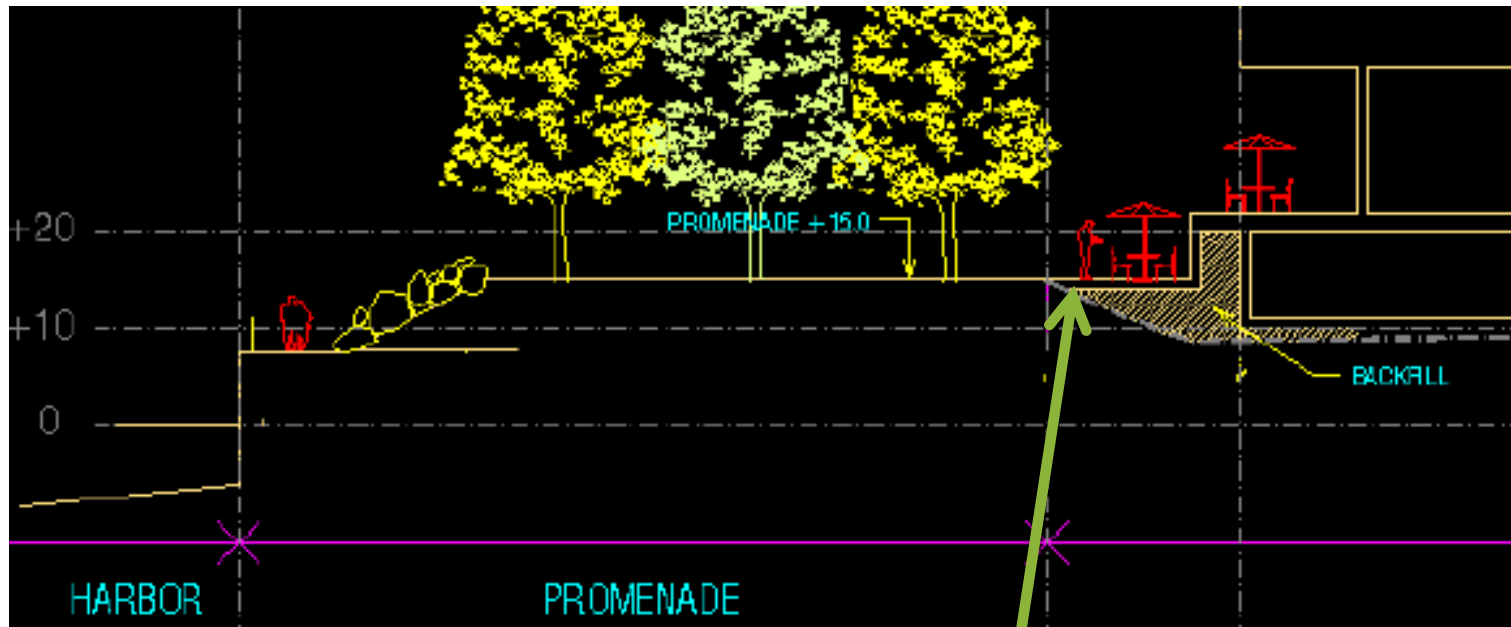 PROMENADE +15.0
+20
+10
BACKFILL
0
HARBOR
PROMENADE